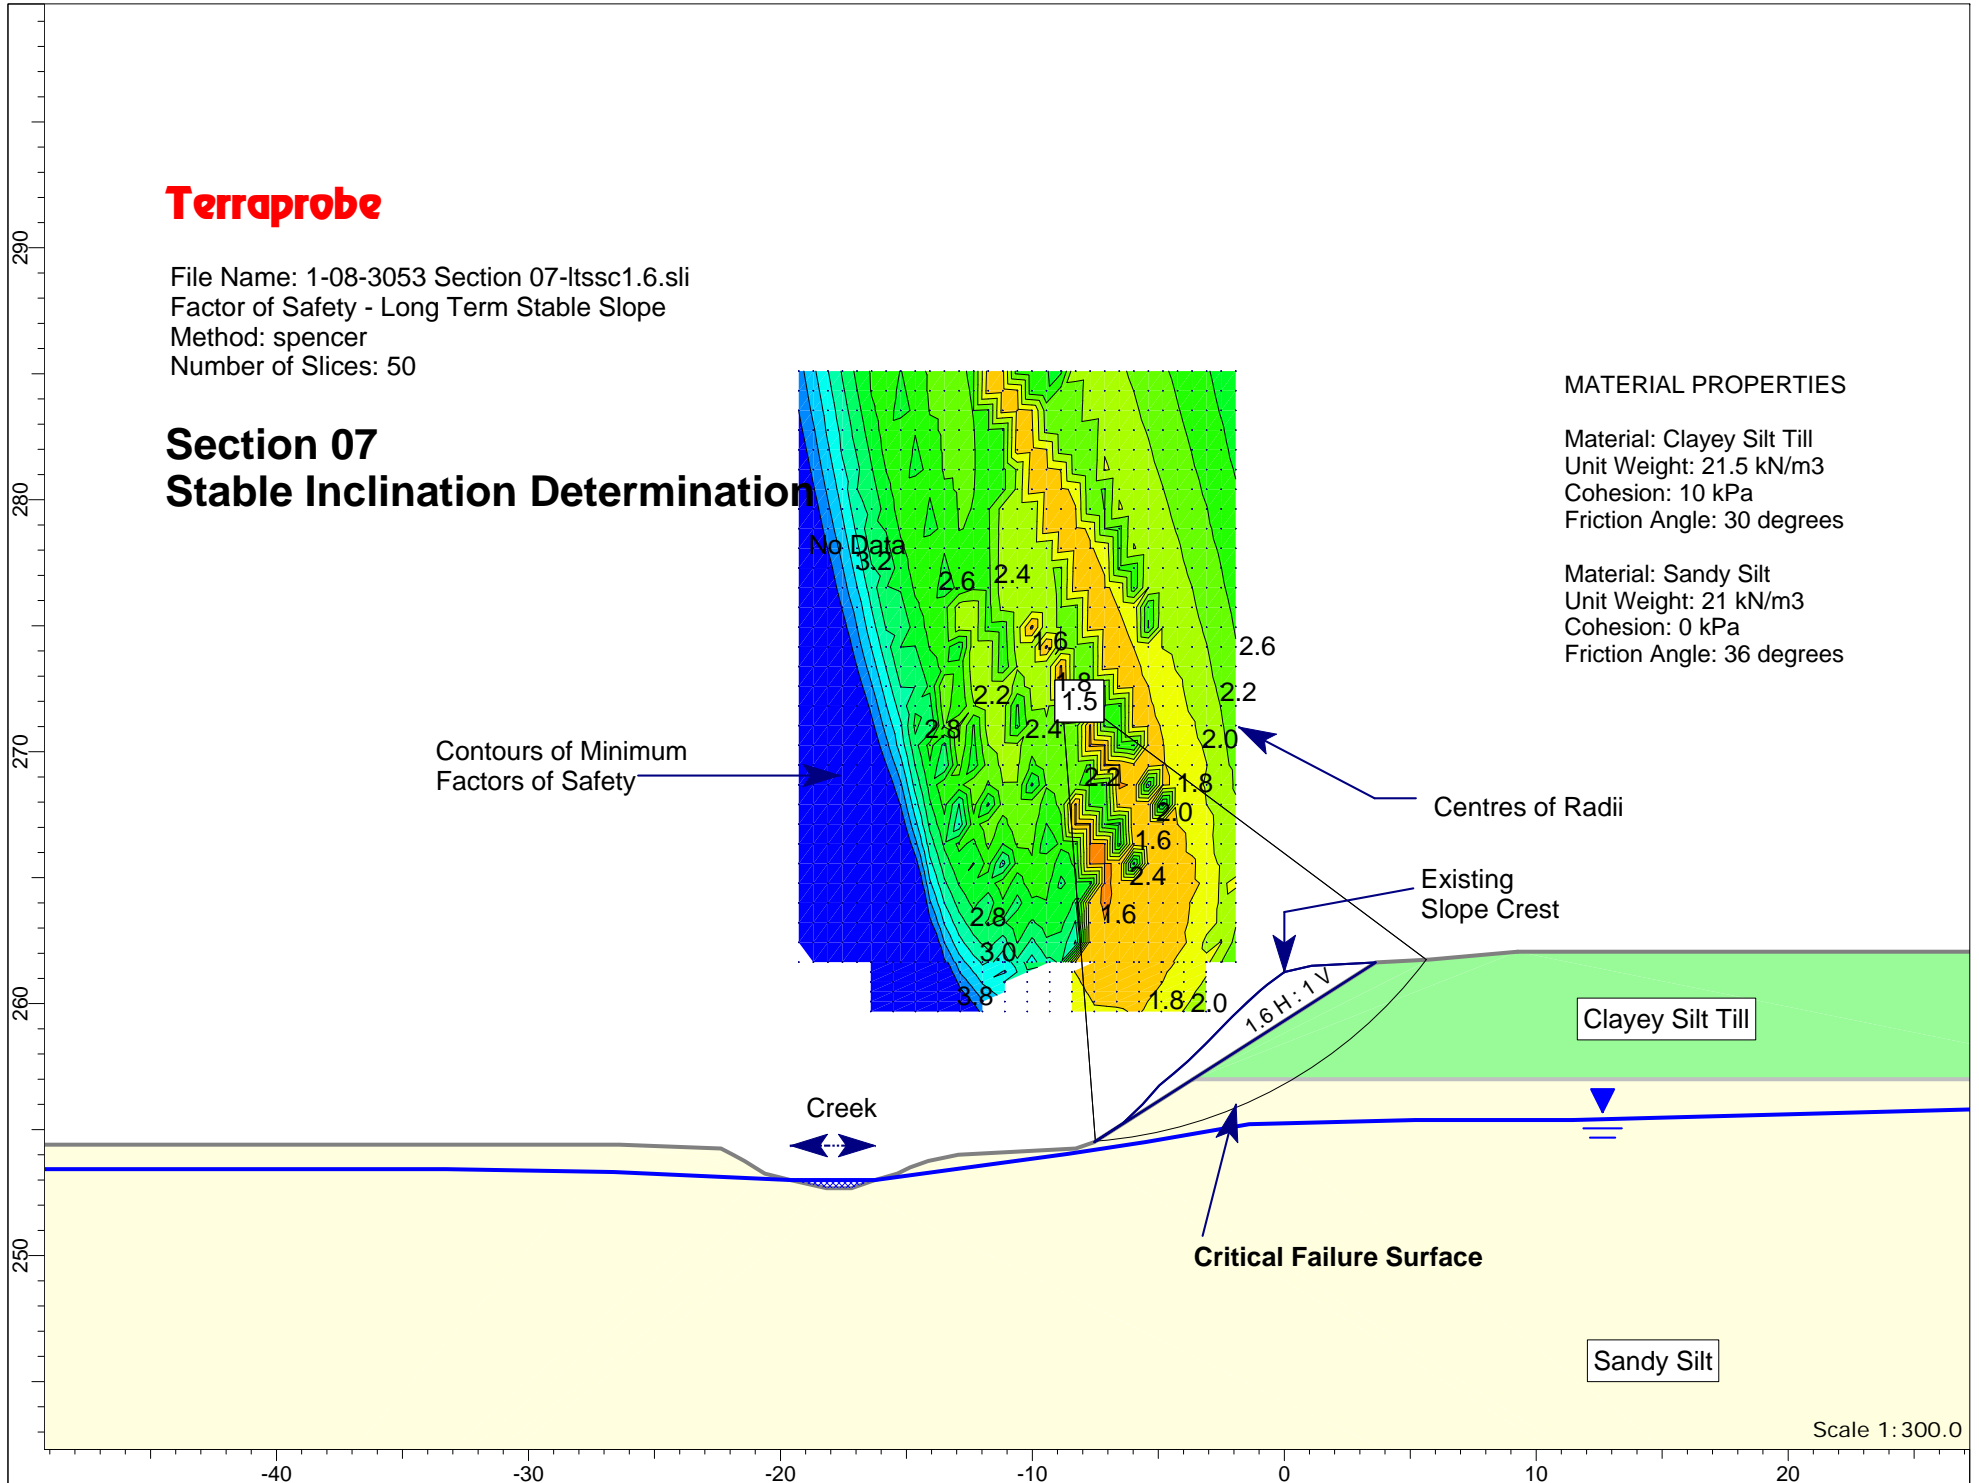 Terraprobe
File Name: 1-08-3053 Section 07-ltssc1.6.sli
Factor of Safety - Long Term Stable Slope
Method: spencer
Number of Slices: 50
Section 07
Stable Inclination Determination
MATERIAL PROPERTIES
Material: Clayey Silt Till
Unit Weight: 21.5 kN/m3
Cohesion: 10 kPa
Friction Angle: 30 degrees
Material: Sandy Silt
Unit Weight: 21 kN/m3
Cohesion: 0 kPa
Friction Angle: 36 degrees
No Data
3.2
2.6
2.4
1.6
2.6
1.8
1.5
2.2
2.2
2.8
2.4
2.0
2.2
1.8
2.0
1.6
2.4
2.8
1.6
3.0
3.8
1.8
2.0
Contours of Minimum
Factors of Safety
Centres of Radii
Existing
Slope Crest
1.6 H : 1 V
Clayey Silt Till
Creek
Critical Failure Surface
Sandy Silt
Scale 1:300.0
290
280
270
260
250
-40
-30
-20
-10
0
10
20